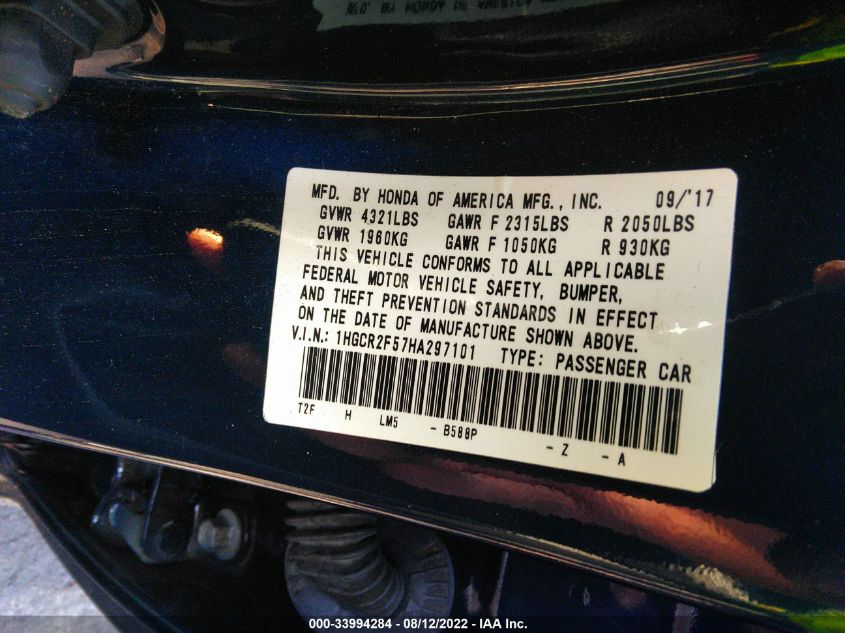 MFD. BY HONDA OF AMERICA MFG., INC. 09/'17
GVWR 4321LBS GAWR F 2315LBS R 2050LBS
GVWR 1960KG GAWR F 1050KG R 930KG
THIS VEHICLE CONFORMS TO ALL APPLICABLE
FEDERAL MOTOR VEHICLE SAFETY, BUMPER,
AND THEFT PREVENTION STANDARDS IN EFFECT
ON THE DATE OF MANUFACTURE SHOWN ABOVE.
V.I.N.: 1HGCR2F57HA297101 TYPE: PASSENGER CAR
T2F H LM5 - B588P - Z - A
000-33994284 - 08/12/2022 - IAA Inc.